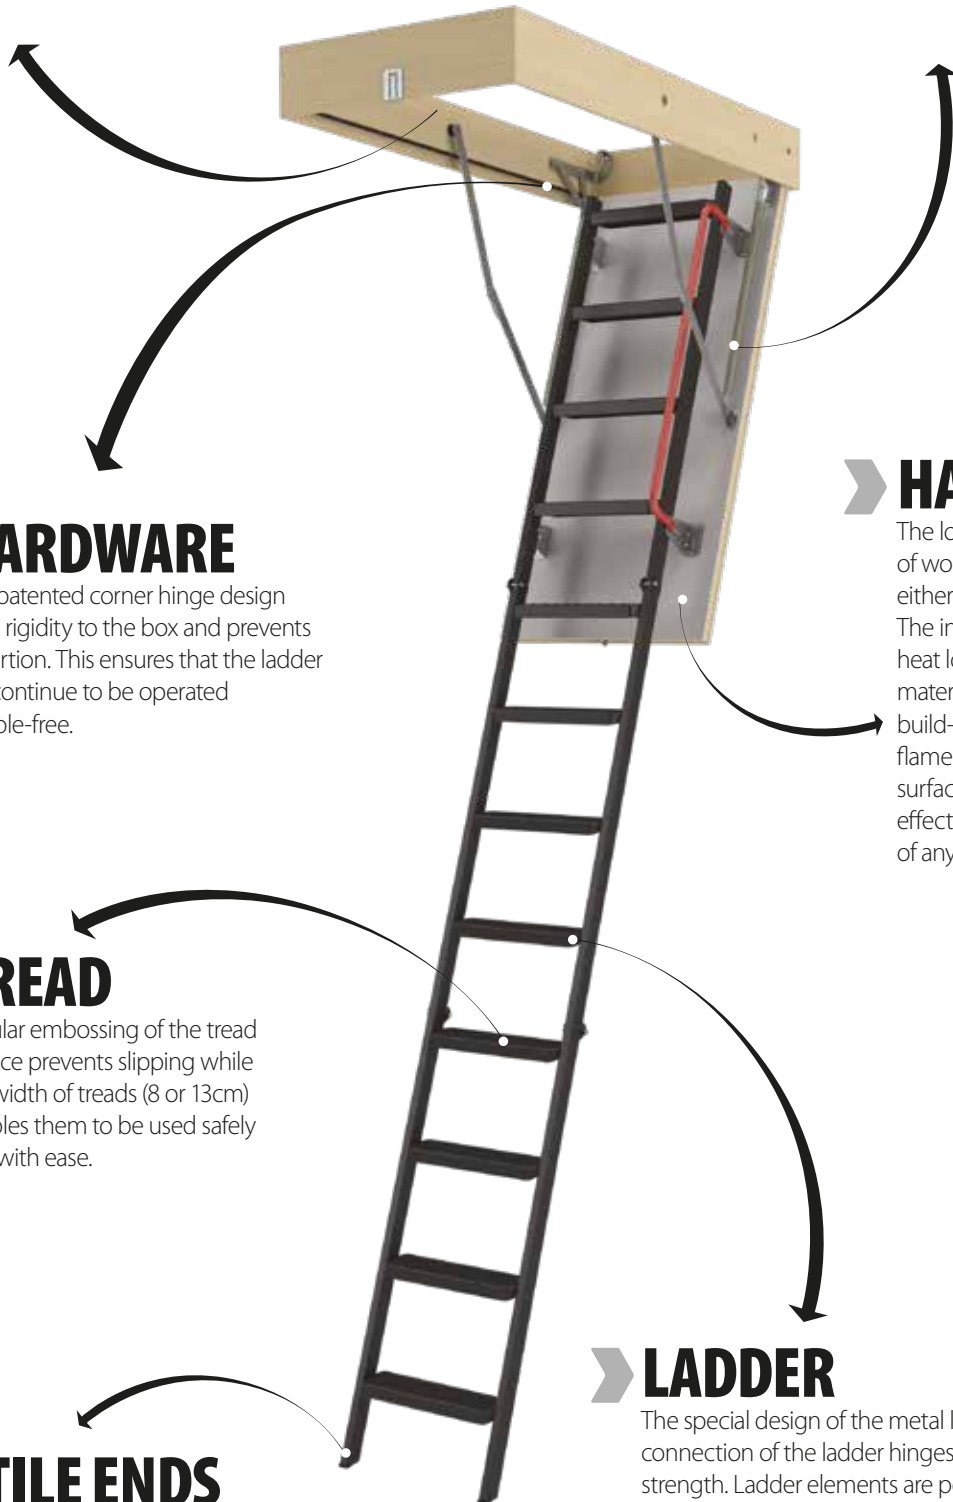 ARDWARE
patented corner hinge design
rigidity to the box and prevents
rtion. This ensures that the ladder
continue to be operated
ble-free.
HA
The lo
of wo
either
The in
heat lo
mater
build-
flame
surfac
effect
of any
READ
ular embossing of the tread
ce prevents slipping while
width of treads (8 or 13cm)
bles them to be used safely
with ease.
LADDER
The special design of the metal l
connection of the ladder hinges
strength. Ladder elements are p
TILE ENDS